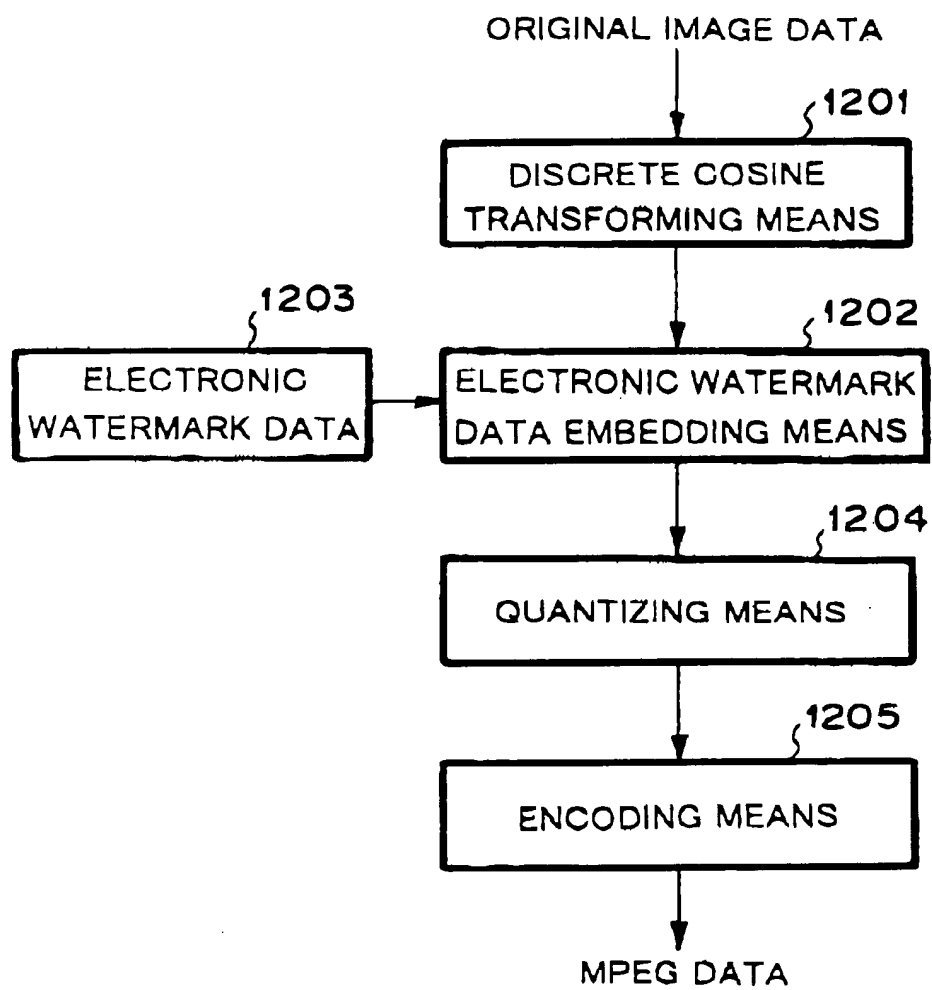 ORIGINAL IMAGE DATA
1201
DISCRETE COSINE
TRANSFORMING MEANS
1203
ELECTRONIC
WATERMARK DATA
1202
ELECTRONIC WATERMARK
DATA EMBEDDING MEANS
1204
QUANTIZING MEANS
1205
ENCODING MEANS
MPEG DATA